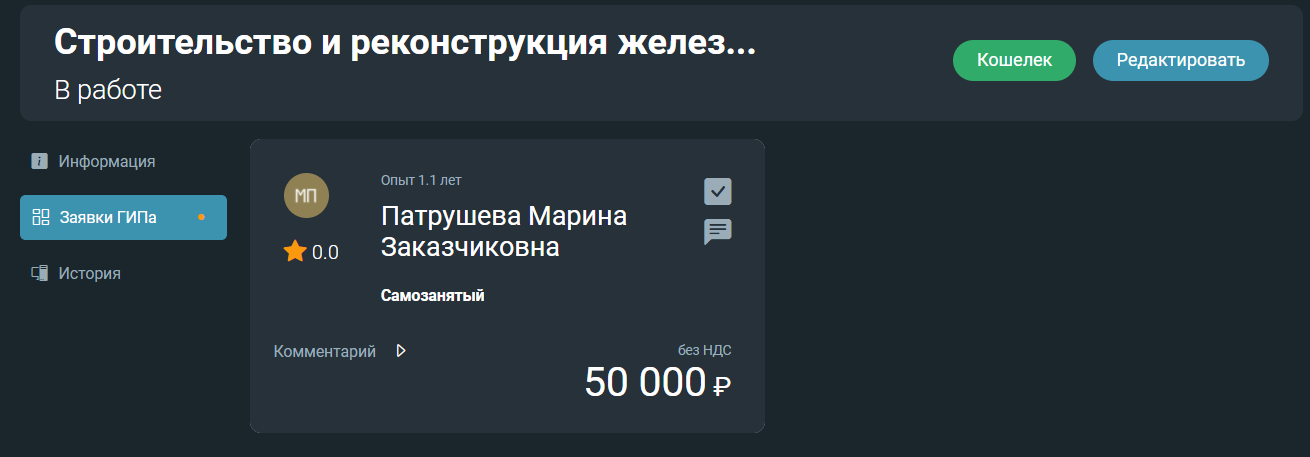 Строительство и реконструкция желез...
В работе
Кошелек
Редактировать
Информация
Заявки ГИПа
История
МП
0.0
Опыт 1.1 лет
Патрушева Марина
Заказчиковна
Самозанятый
Комментарий
без НДС
50 000 ₽